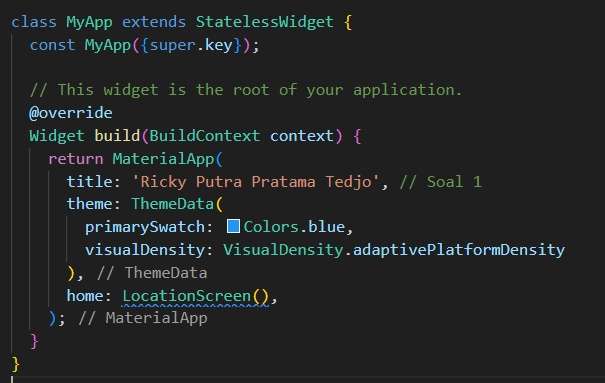 class MyApp extends StatelessWidget {
  const MyApp({super.key});

  // This widget is the root of your application.
  @override
  Widget build(BuildContext context) {
    return MaterialApp(
      title: 'Ricky Putra Pratama Tedjo', // Soal 1
      theme: ThemeData(
        primarySwatch: Colors.blue,
        visualDensity: VisualDensity.adaptivePlatformDensity
      ), // ThemeData
      home: LocationScreen(),
    ); // MaterialApp
  }
}